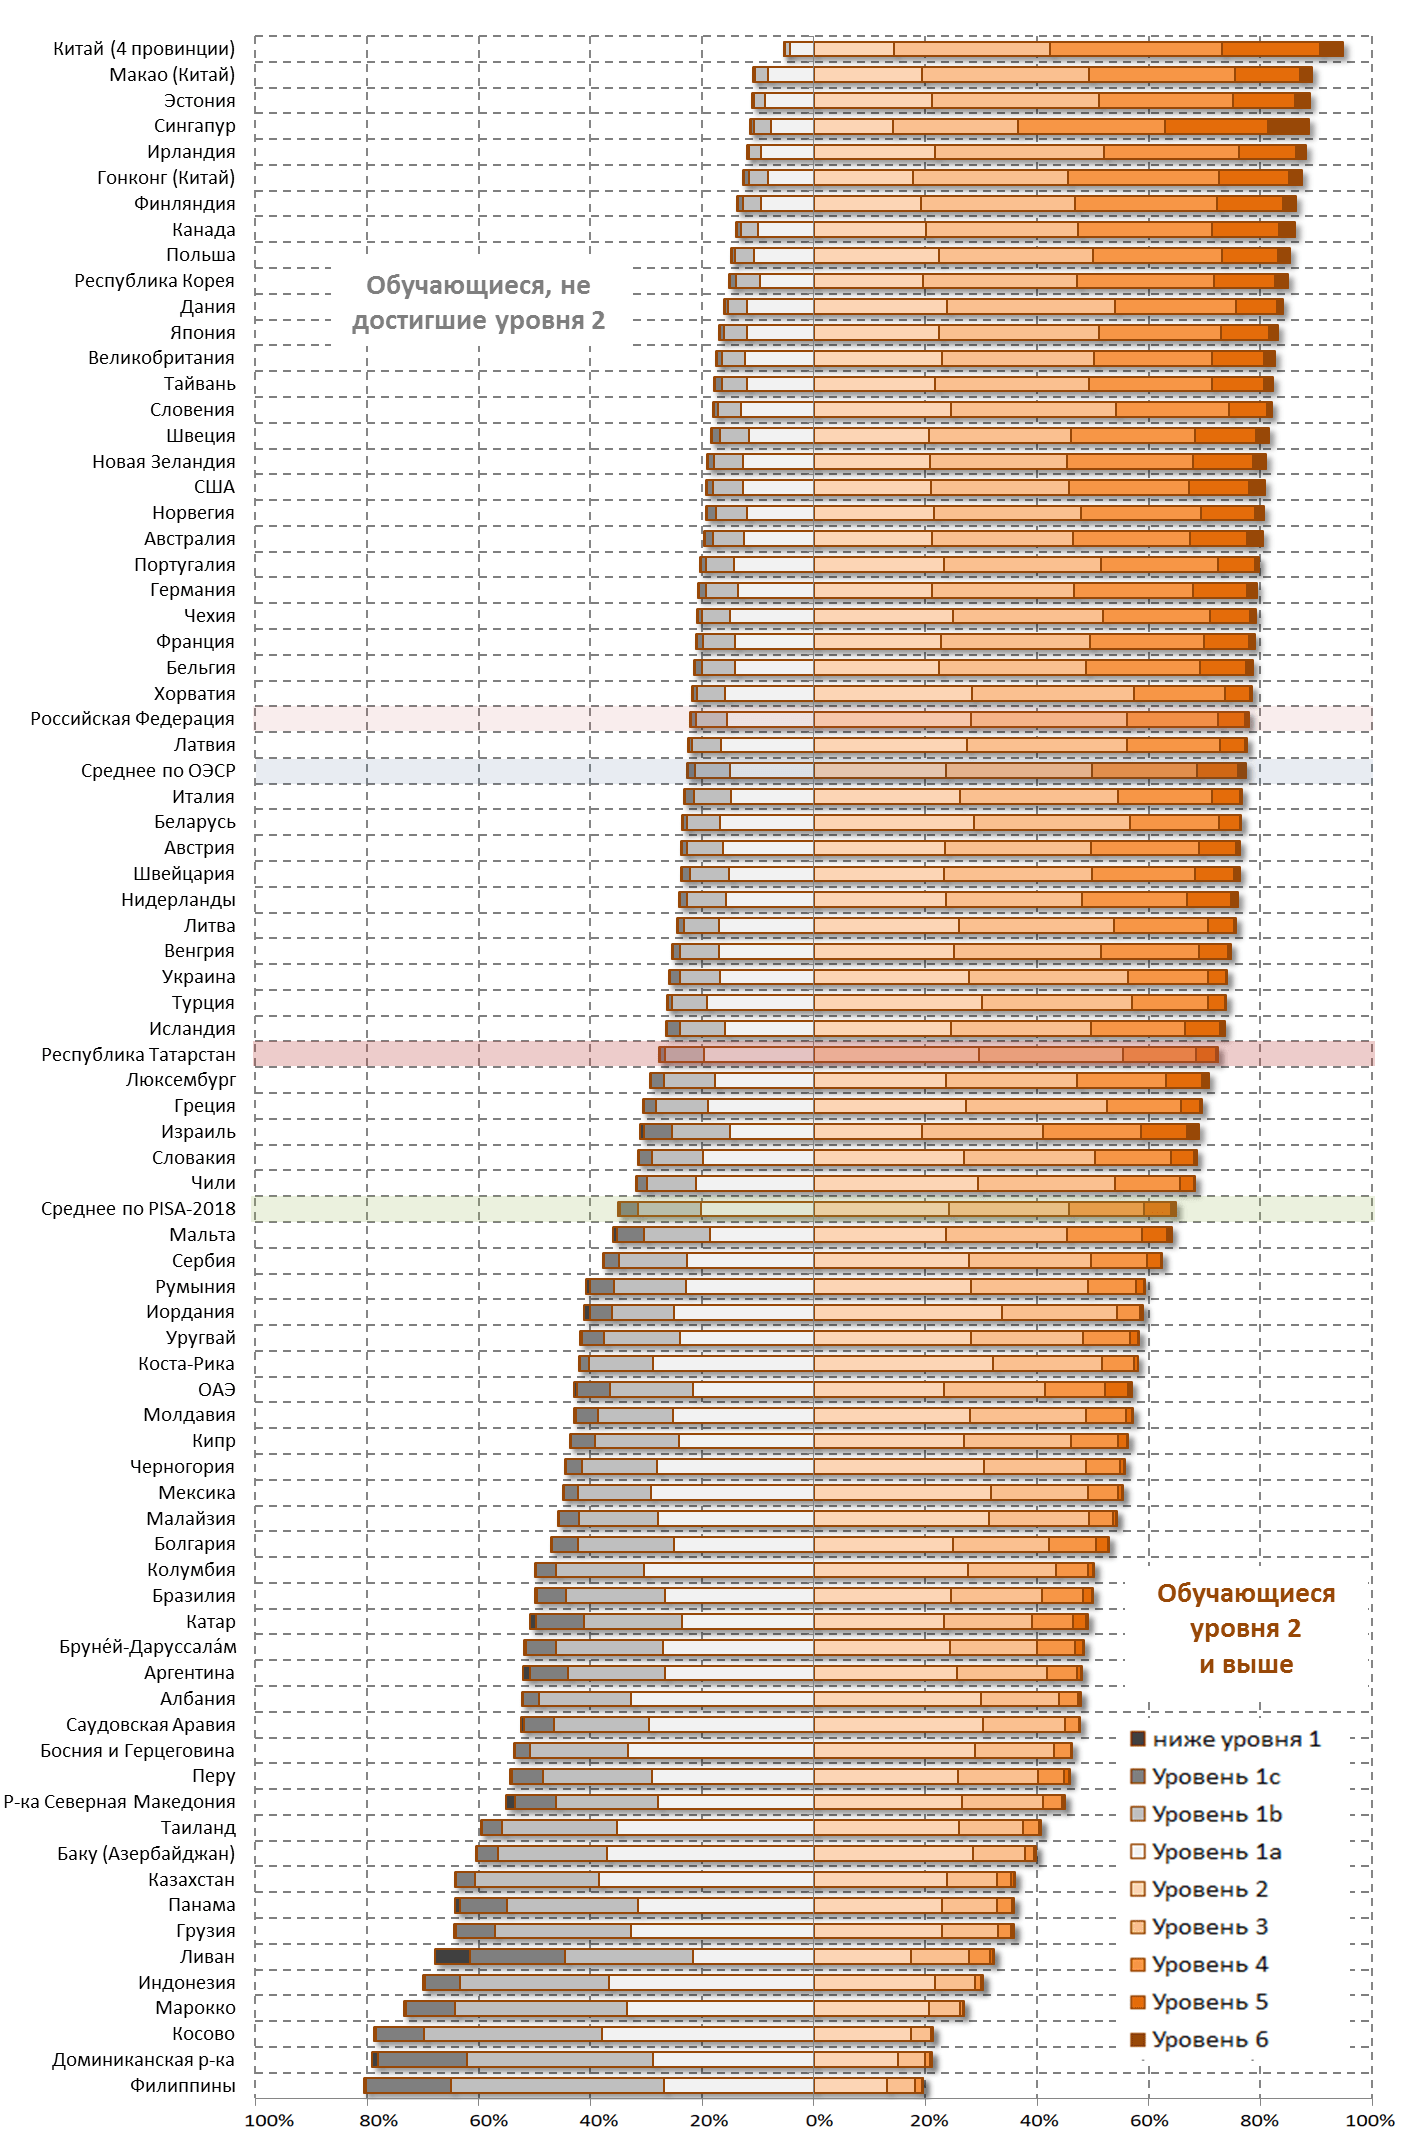 Китай (4 провинции)
Макао (Китай)
Эстония
Сингапур
Ирландия
Гонконг (Китай)
Финляндия
Канада
Польша
Республика Корея
Дания
Япония
Великобритания
Тайвань
Словения
Швеция
Новая Зеландия
США
Норвегия
Австралия
Португалия
Германия
Чехия
Франция
Бельгия
Хорватия
Российская Федерация
Латвия
Среднее по ОЭСР
Италия
Беларусь
Австрия
Швейцария
Нидерланды
Литва
Венгрия
Украина
Турция
Исландия
Республика Татарстан
Люксембург
Греция
Израиль
Словакия
Чили
Среднее по PISA-2018
Мальта
Сербия
Румыния
Иордания
Уругвай
Коста-Рика
ОАЭ
Молдавия
Кипр
Черногория
Мексика
Малайзия
Болгария
Колумбия
Бразилия
Катар
Бруне́й-Даруссала́м
Аргентина
Албания
Саудовская Аравия
Босния и Герцеговина
Перу
Р-ка Северная Македония
Таиланд
Баку (Азербайджан)
Казахстан
Панама
Грузия
Ливан
Индонезия
Марокко
Косово
Доминиканская р-ка
Филиппины
Обучающиеся, не
достигшие уровня 2
Обучающиеся
уровня 2
и выше
ниже уровня 1
Уровень 1c
Уровень 1b
Уровень 1a
Уровень 2
Уровень 3
Уровень 4
Уровень 5
Уровень 6
100% 80% 60% 40% 20% 0% 20% 40% 60% 80% 100%